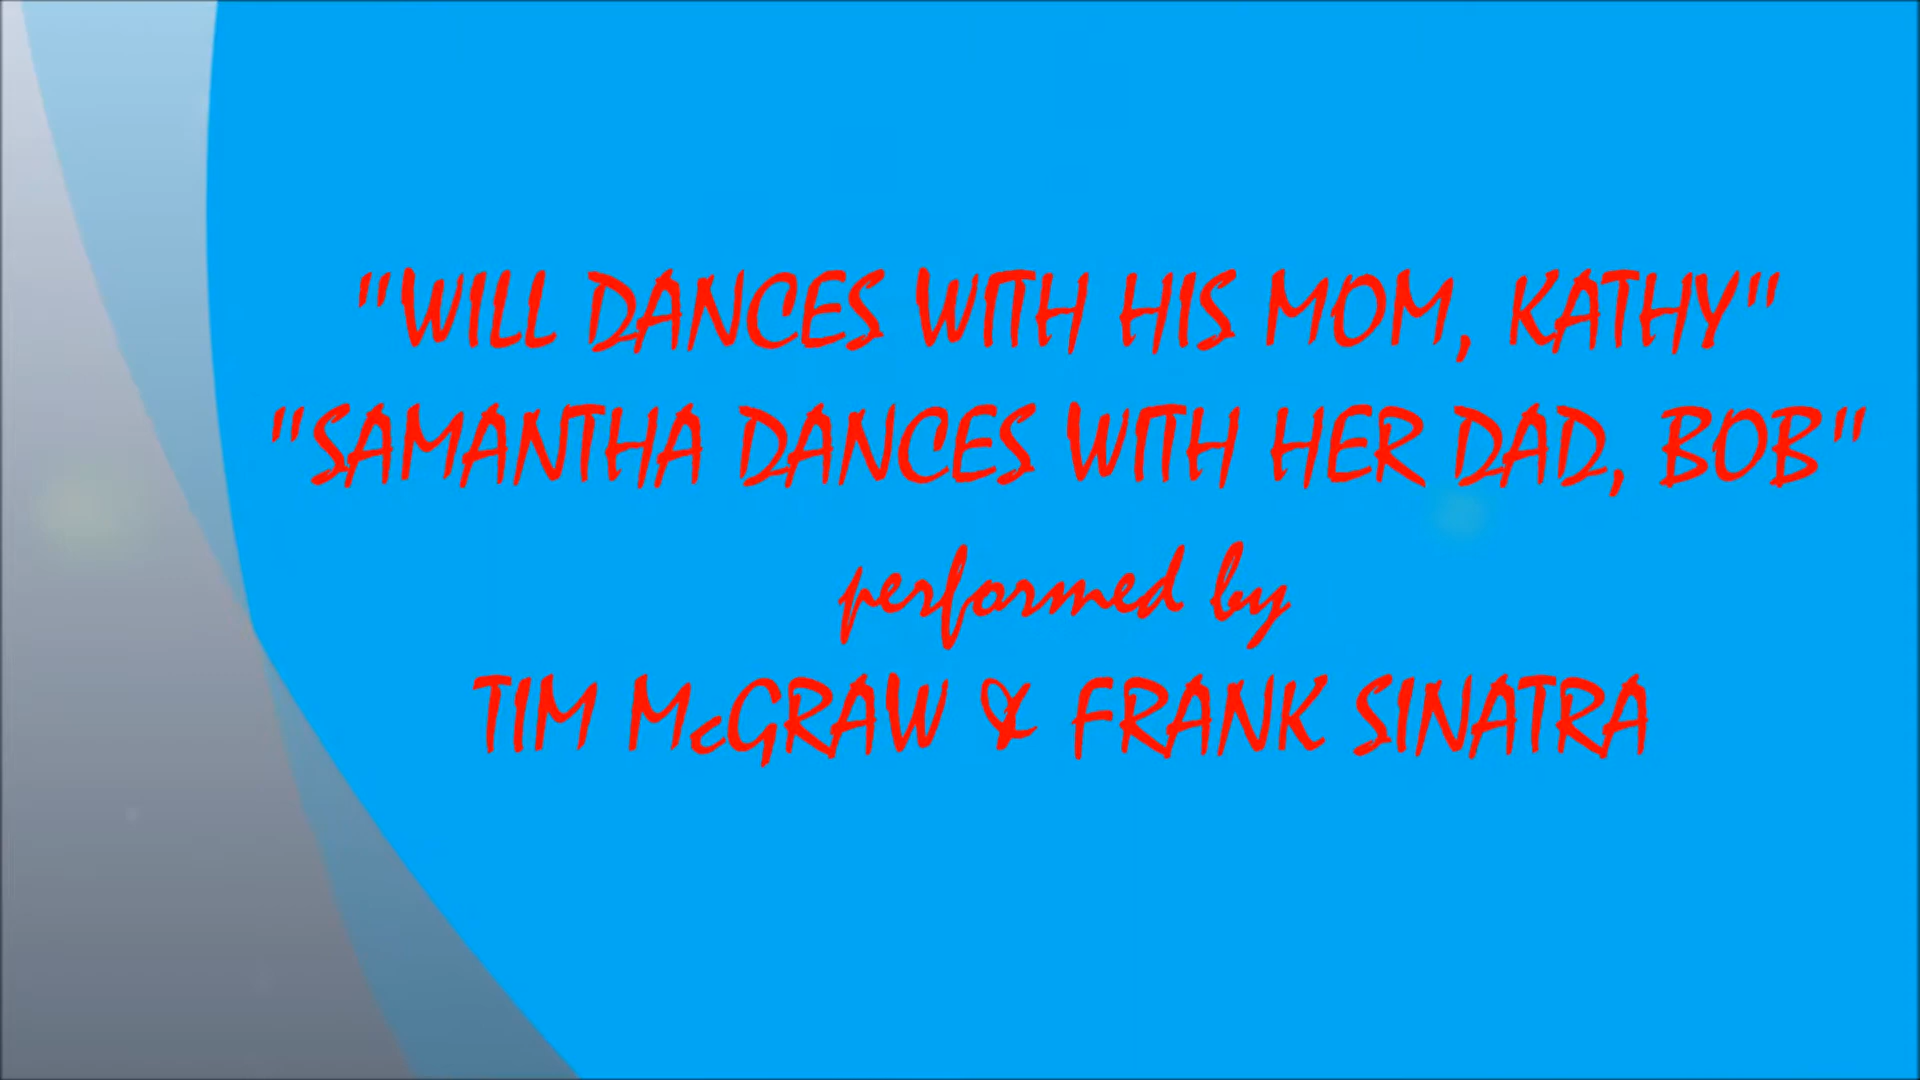 "WILL DANCES WITH HIS MOM, KATHY"
"SAMANTHA DANCES WITH HER DAD, BOB"
performed by
TIM McGRAW & FRANK SINATRA